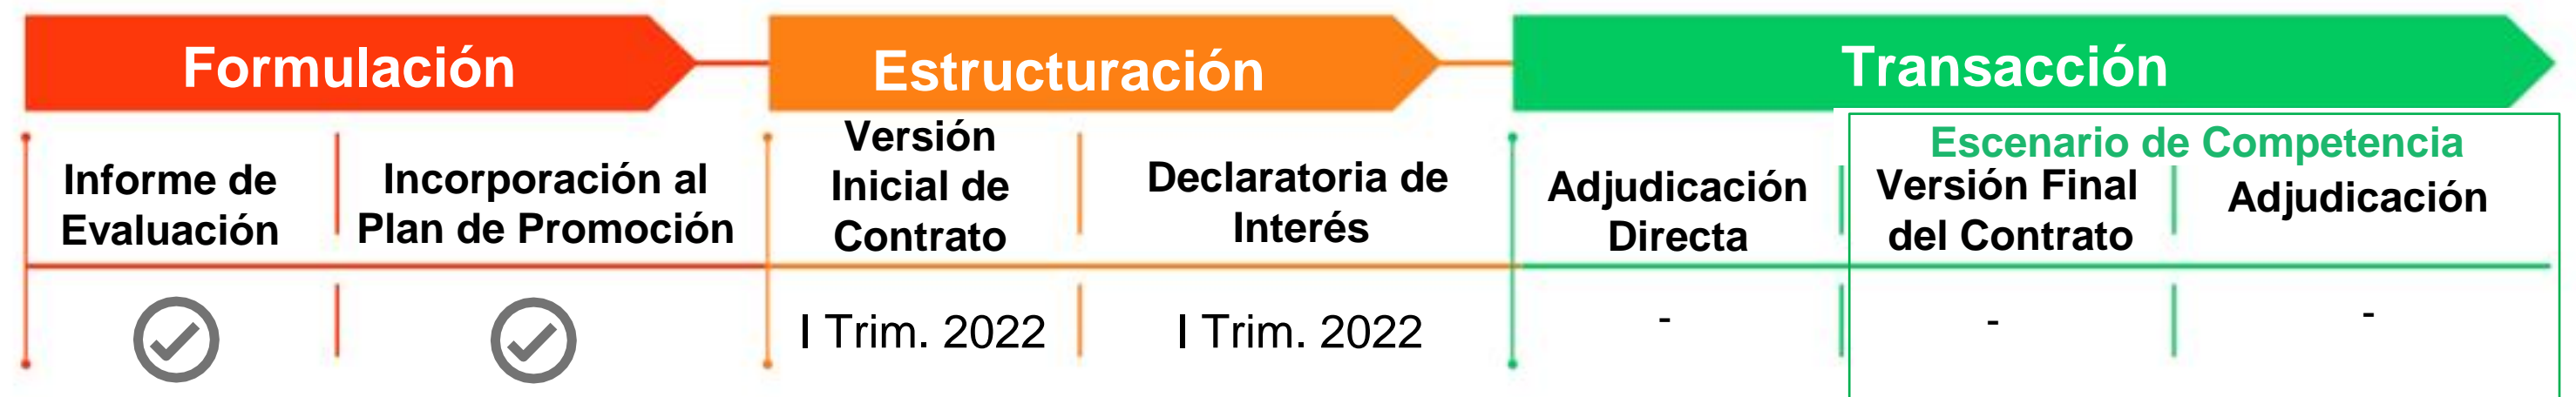 Formulación
Estructuración
Transacción
Informe de
Evaluación
Incorporación al
Plan de Promoción
Versión
Inicial de
Contrato
Declaratoria de
Interés
Adjudicación
Directa
Escenario de Competencia
Versión Final
del Contrato
Adjudicación
I Trim. 2022
I Trim. 2022
-
-
-